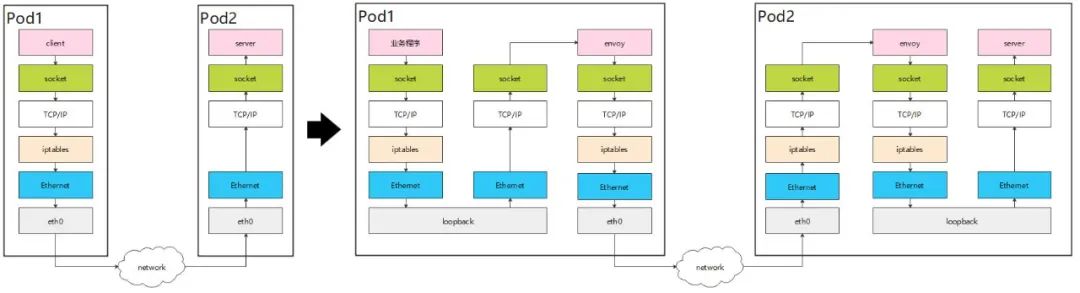 Pod1
client
socket
TCP/IP
iptables
Ethernet
eth0
Pod2
server
socket
TCP/IP
Ethernet
eth0
network
Pod1
业务程序
socket
TCP/IP
iptables
Ethernet
socket
TCP/IP
Ethernet
loopback
envoy
socket
TCP/IP
iptables
Ethernet
eth0
network
Pod2
socket
TCP/IP
iptables
Ethernet
eth0
envoy
socket
TCP/IP
iptables
Ethernet
server
socket
TCP/IP
Ethernet
loopback